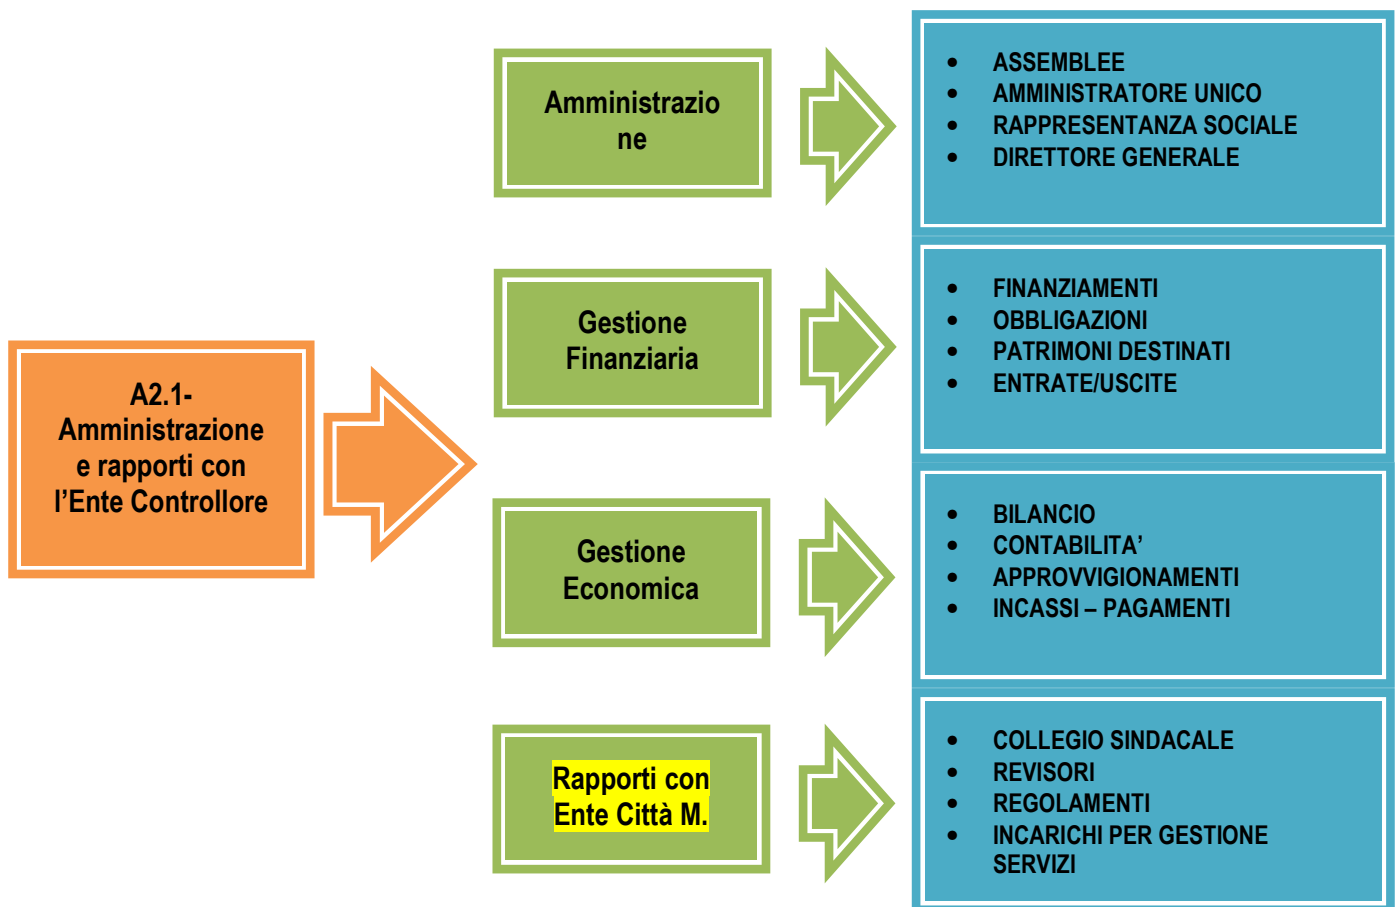 A2.1-
Amministrazione
e rapporti con
l’Ente Controllore
Amministrazio
ne
• ASSEMBLEE
• AMMINISTRATORE UNICO
• RAPPRESENTANZA SOCIALE
• DIRETTORE GENERALE
Gestione
Finanziaria
• FINANZIAMENTI
• OBBLIGAZIONI
• PATRIMONI DESTINATI
• ENTRATE/USCITE
Gestione
Economica
• BILANCIO
• CONTABILITA’
• APPROVVIGIONAMENTI
• INCASSI – PAGAMENTI
Rapporti con
Ente Città M.
• COLLEGIO SINDACALE
• REVISORI
• REGOLAMENTI
• INCARICHI PER GESTIONE
SERVIZI